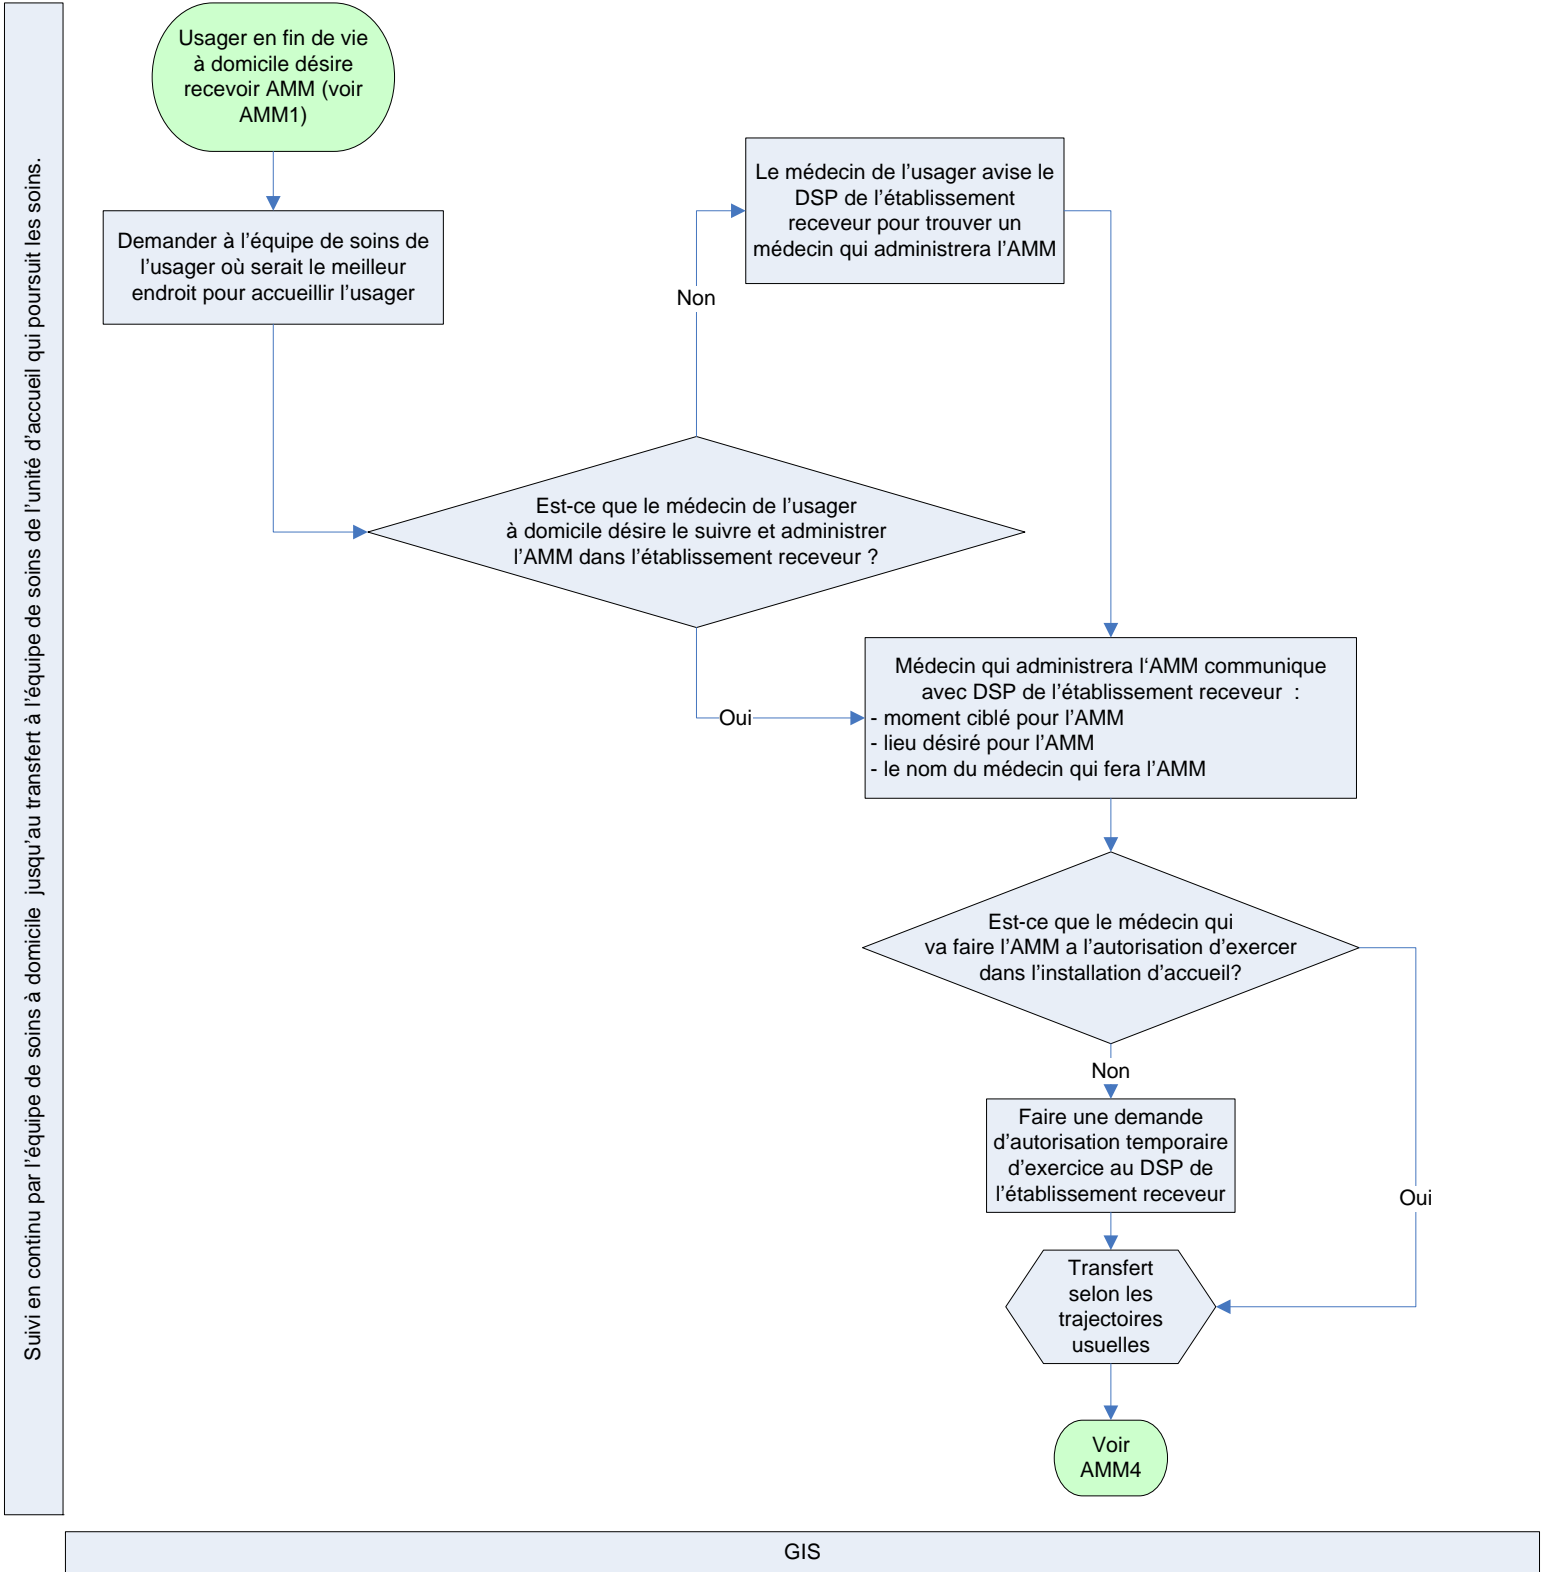 Suivi en continu par l’équipe de soins à domicile jusqu’au transfert à l’équipe de soins de l’unité d’accueil qui poursuit les soins.
Usager en fin de vie
à domicile désire
recevoir AMM (voir
AMM1)
Demander à l’équipe de soins de
l’usager où serait le meilleur
endroit pour accueillir l’usager
Le médecin de l’usager avise le
DSP de l’établissement
receveur pour trouver un
médecin qui administrera l’AMM
Non
Est-ce que le médecin de l’usager
à domicile désire le suivre et administrer
l’AMM dans l’établissement receveur ?
Oui
Médecin qui administrera l‘AMM communique
avec DSP de l’établissement receveur :
- moment ciblé pour l’AMM
- lieu désiré pour l’AMM
- le nom du médecin qui fera l’AMM
Est-ce que le médecin qui
va faire l’AMM a l’autorisation d’exercer
dans l’installation d’accueil?
Non
Faire une demande
d’autorisation temporaire
d’exercice au DSP de
l’établissement receveur
Oui
Transfert
selon les
trajectoires
usuelles
Voir
AMM4
GIS